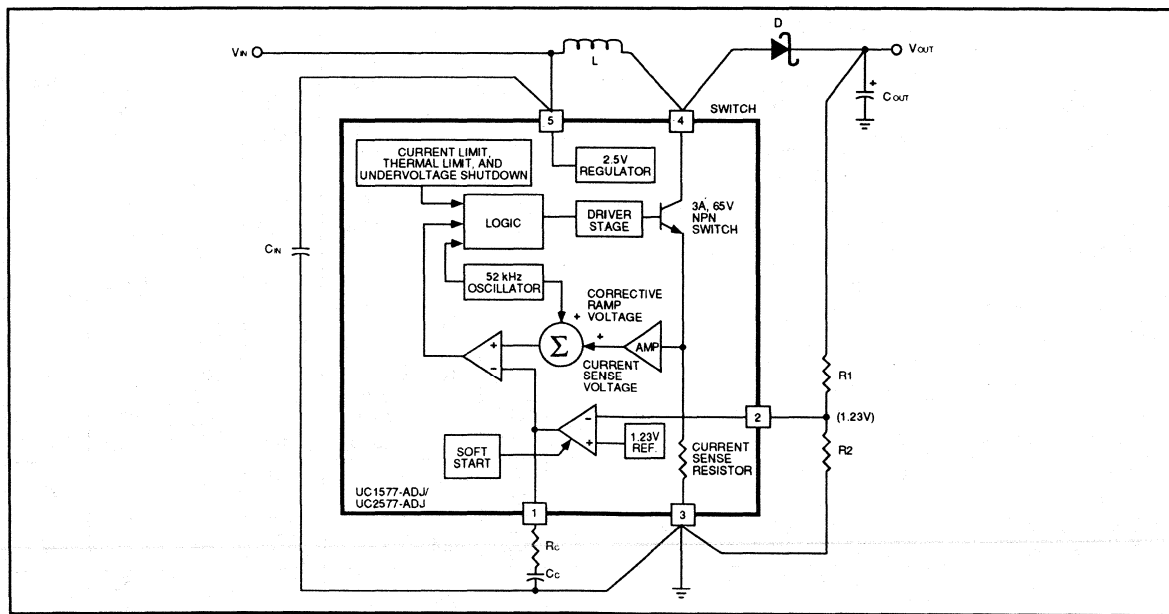 D
VIN
L
VOUT
+
COUT
SWITCH
5
4
CURRENT LIMIT,
THERMAL LIMIT, AND
UNDERVOLTAGE SHUTDOWN
2.5V
REGULATOR
LOGIC
DRIVER
STAGE
3A, 65V
NPN
SWITCH
CIN
52 kHz
OSCILLATOR
CORRECTIVE
RAMP
VOLTAGE
+
+
Σ
AMP
+
−
CURRENT
SENSE
VOLTAGE
R1
2
(1.23V)
−
+
1.23V
REF.
SOFT
START
CURRENT
SENSE
RESISTOR
R2
UC1577-ADJ/
UC2577-ADJ
1
3
RC
CC